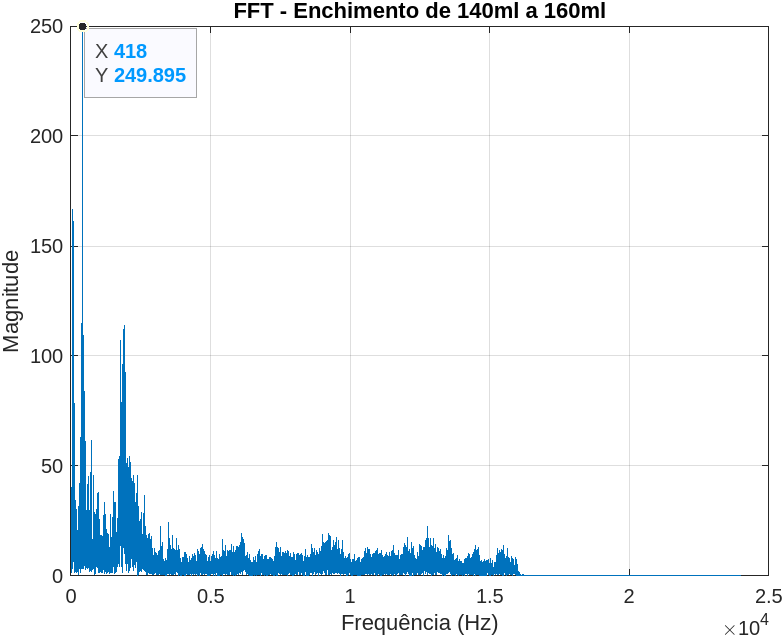 FFT - Enchimento de 140ml a 160ml
X 418
Y 249.895
250
200
150
100
50
0
Magnitude
0 0.5 1 1.5 2 2.5
×10⁴
Frequência (Hz)